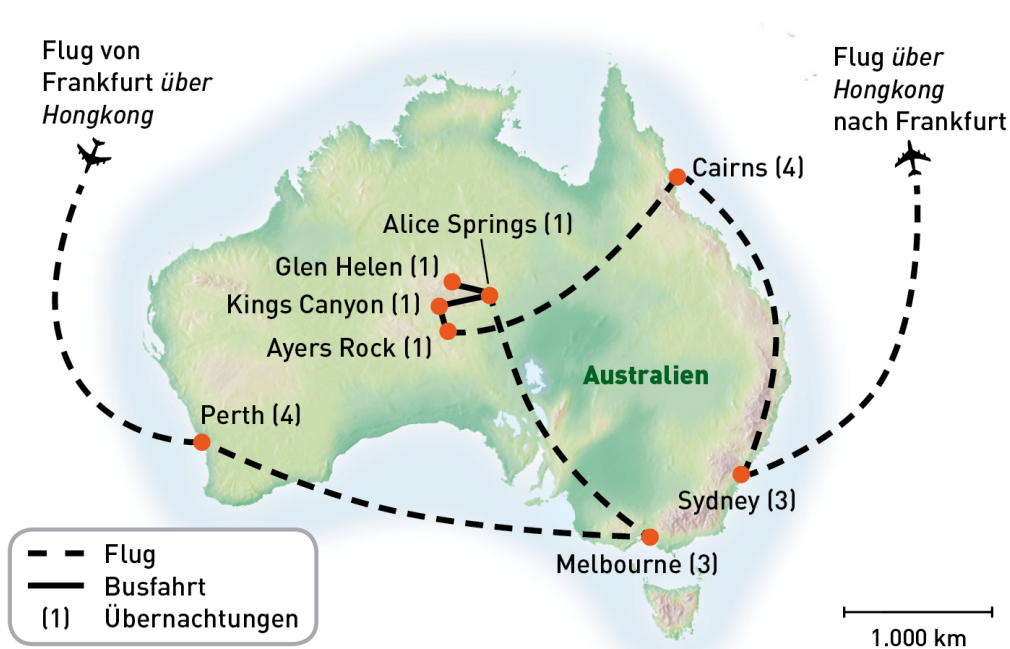 Flug von
Frankfurt über
Hongkong
Flug über
Hongkong
nach Frankfurt
Cairns (4)
Alice Springs (1)
Glen Helen (1)
Kings Canyon (1)
Ayers Rock (1)
Australien
Perth (4)
Sydney (3)
Melbourne (3)
Flug
Busfahrt
(1) Übernachtungen
1.000 km